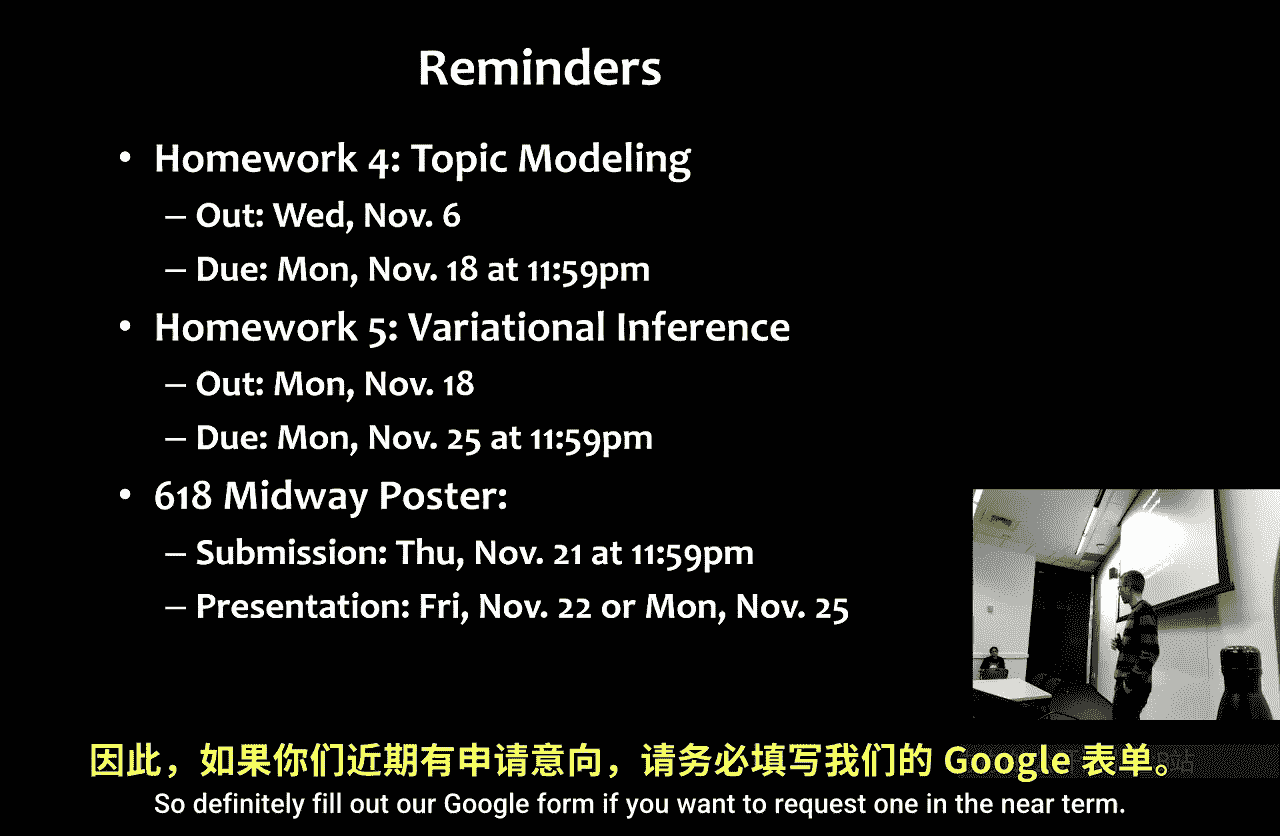 Reminders
• Homework 4: Topic Modeling
– Out: Wed, Nov. 6
– Due: Mon, Nov. 18 at 11:59pm
• Homework 5: Variational Inference
– Out: Mon, Nov. 18
– Due: Mon, Nov. 25 at 11:59pm
• 618 Midway Poster:
– Submission: Thu, Nov. 21 at 11:59pm
– Presentation: Fri, Nov. 22 or Mon, Nov. 25
因此，如果你们近期有申请意向，请务必填写我们的 Google 表单。
So definitely fill out our Google form if you want to request one in the near term.